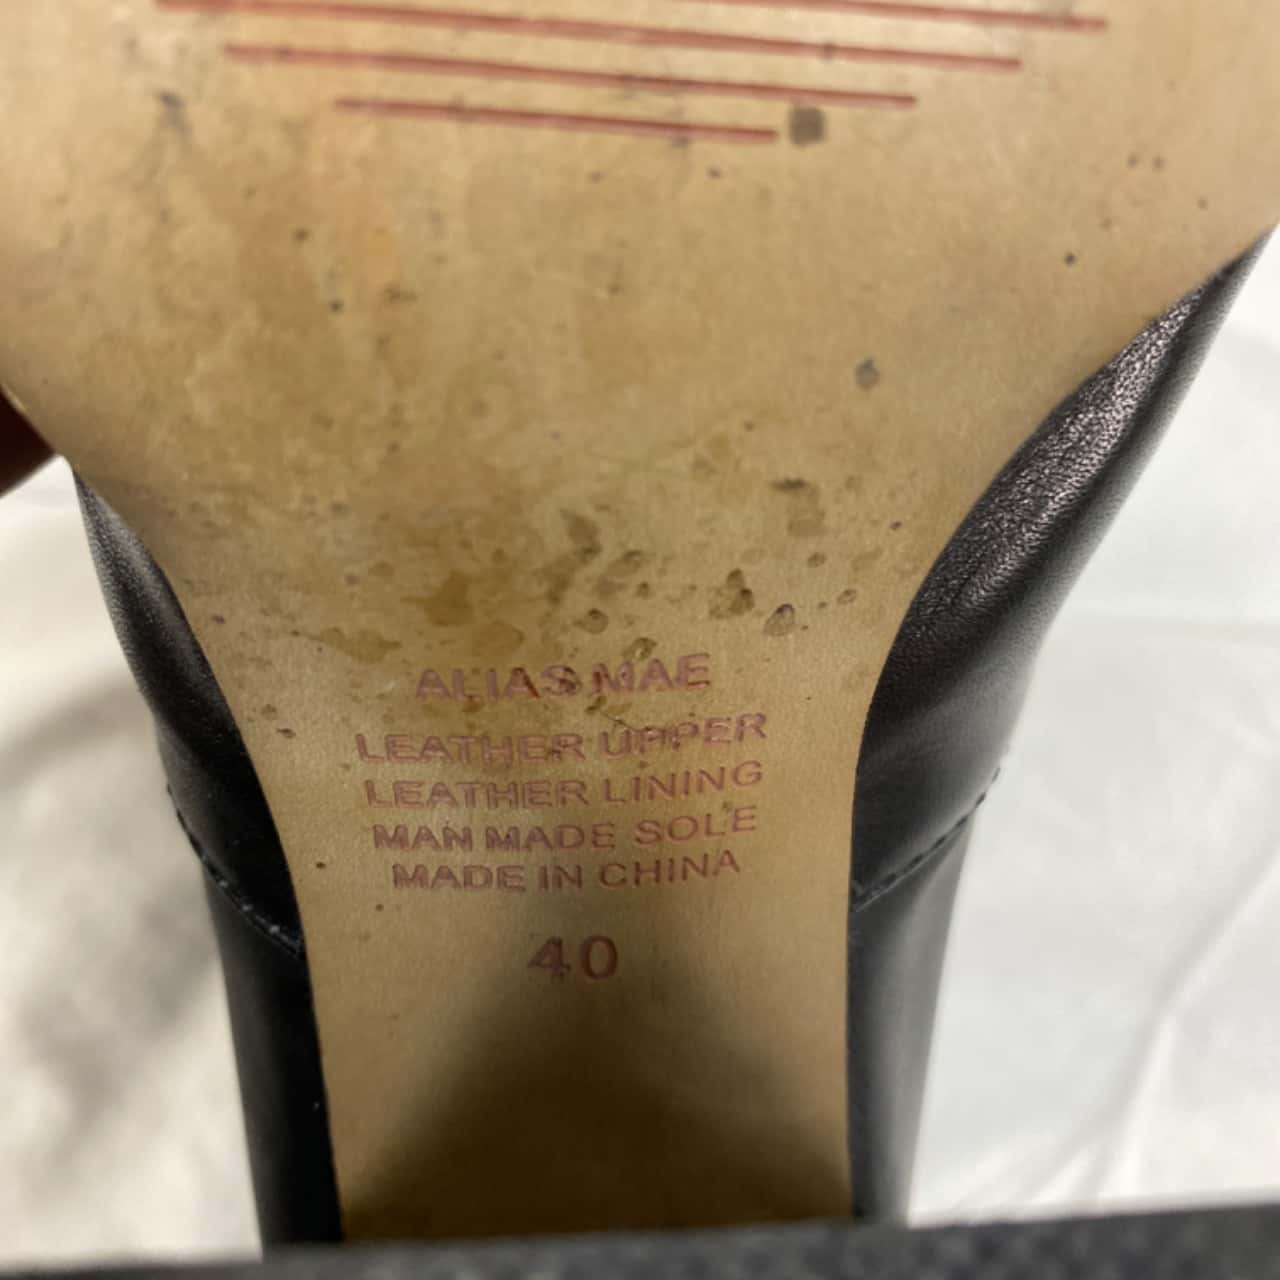 ALIAS MAE
LEATHER UPPER
LEATHER LINING
MAN MADE SOLE
MADE IN CHINA
40